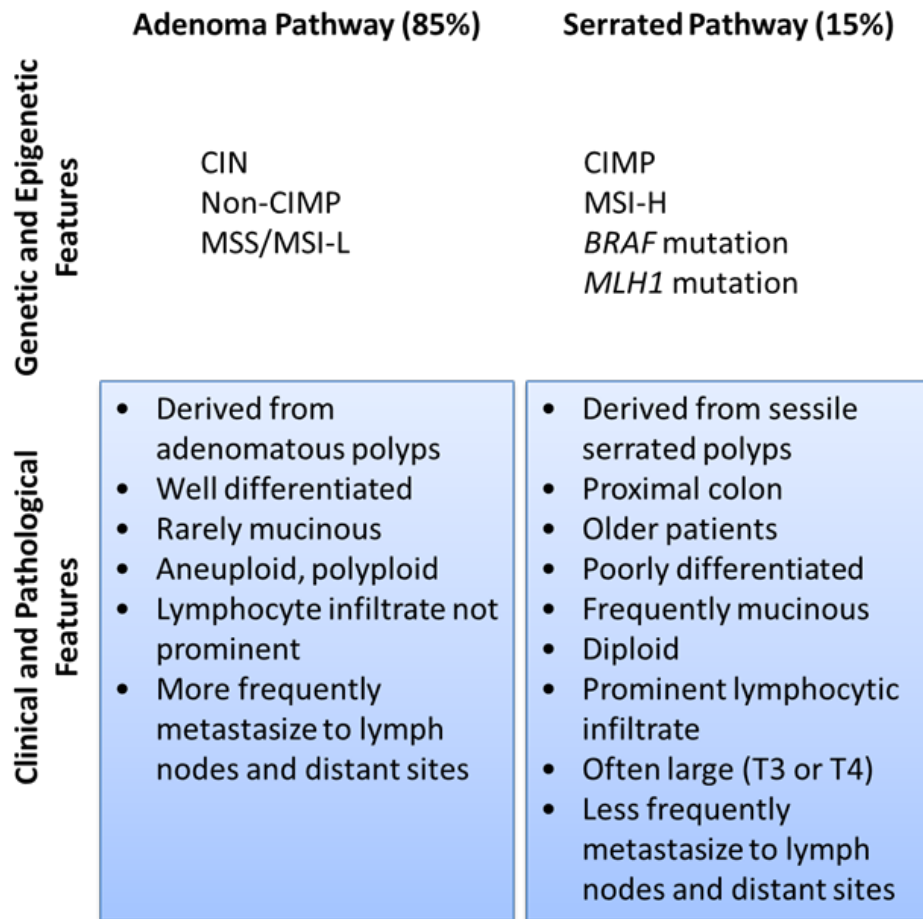 Adenoma Pathway (85%)
Serrated Pathway (15%)
Genetic and Epigenetic
Features
CIN
Non-CIMP
MSS/MSI-L
CIMP
MSI-H
BRAF mutation
MLH1 mutation
Clinical and Pathological
Features
• Derived from
adenomatous polyps
• Well differentiated
• Rarely mucinous
• Aneuploid, polyploid
• Lymphocyte infiltrate not
prominent
• More frequently
metastasize to lymph
nodes and distant sites
• Derived from sessile
serrated polyps
• Proximal colon
• Older patients
• Poorly differentiated
• Frequently mucinous
• Diploid
• Prominent lymphocytic
infiltrate
• Often large (T3 or T4)
• Less frequently
metastasize to lymph
nodes and distant sites